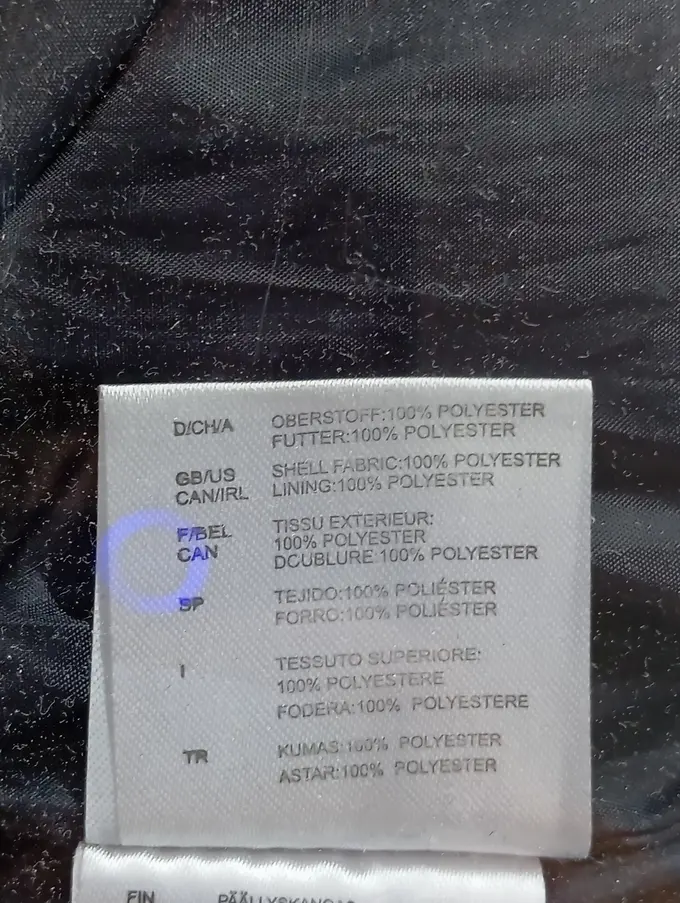 D/CH/A OBERSTOFF:100% POLYESTER
FUTTER:100% POLYESTER
GB/US SHELL FABRIC:100% POLYESTER
CAN/IRL LINING:100% POLYESTER
F/BEL TISSU EXTERIEUR:
100% POLYESTER
CAN DCUBLURE:100% POLYESTER
SP TEJIDO:100% POLIÉSTER
FORRO:100% POLIÉSTER
I TESSUTO SUPERIORE:
100% POLYESTERE
FODERA:100% POLYESTERE
TR KUMAS:100% POLYESTER
ASTAR:100% POLYESTER
FIN PÄÄLLYSKANGAS